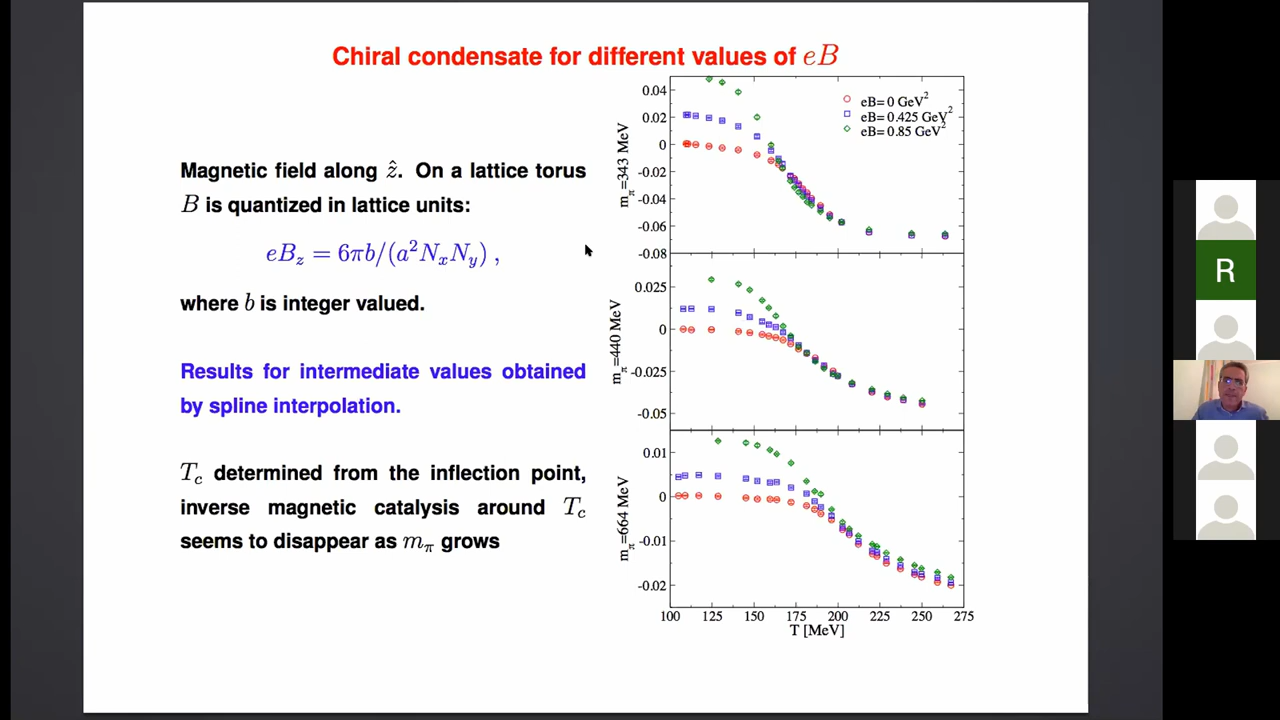 Chiral condensate for different values of eB
Magnetic field along ẑ. On a lattice torus
B is quantized in lattice units:
eB_z = 6πb/(a²N_xN_y) ,
where b is integer valued.
Results for intermediate values obtained
by spline interpolation.
T_c determined from the inflection point,
inverse magnetic catalysis around T_c
seems to disappear as m_π grows
eB= 0 GeV²
eB= 0.425 GeV²
eB= 0.85 GeV²
m_π=343 MeV
0.04
0.02
0
-0.02
-0.04
-0.06
-0.08
m_π=440 MeV
0.025
0
-0.025
-0.05
m_π=664 MeV
0.01
0
-0.01
-0.02
100 125 150 175 200 225 250 275
T [MeV]
R